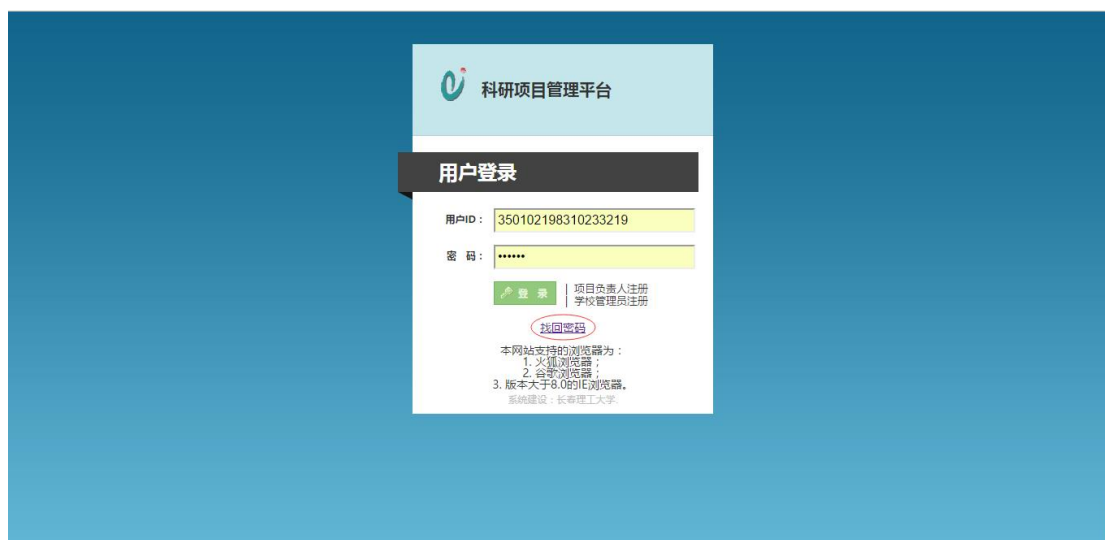 科研项目管理平台
用户登录
用户ID： 350102198310233219
密 码： ••••••
登 录 | 项目负责人注册
| 学校管理员注册
找回密码
本网站支持的浏览器为：
1. 火狐浏览器；
2. 谷歌浏览器；
3. 版本大于8.0的IE浏览器。
系统建设：长春理工大学.